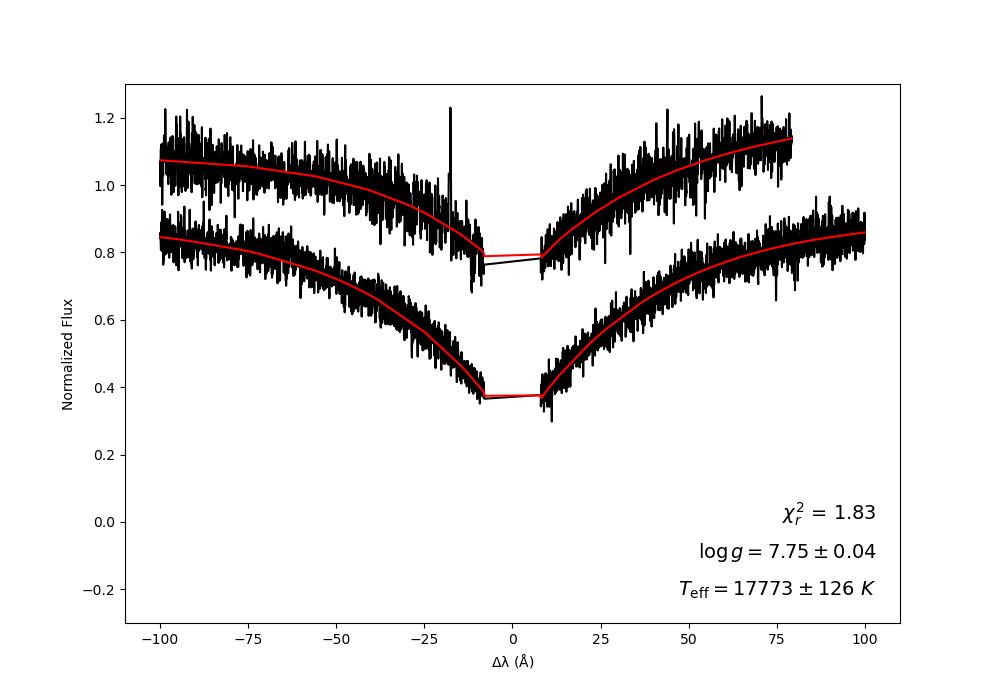 1.2
1.0
0.8
0.6
0.4
0.2
0.0
−0.2
Normalized Flux
χ²ᵣ = 1.83
log g = 7.75 ± 0.04
T_eff = 17773 ± 126 K
−100 −75 −50 −25 0 25 50 75 100
Δλ (Å)